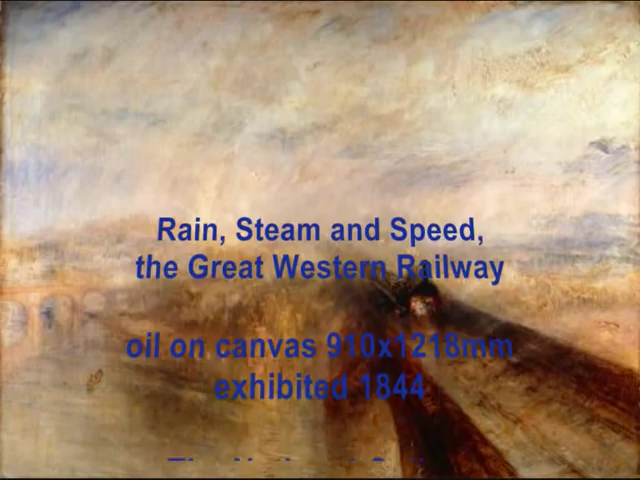 Rain, Steam and Speed,
the Great Western Railway
oil on canvas 910x1218mm
exhibited 1844